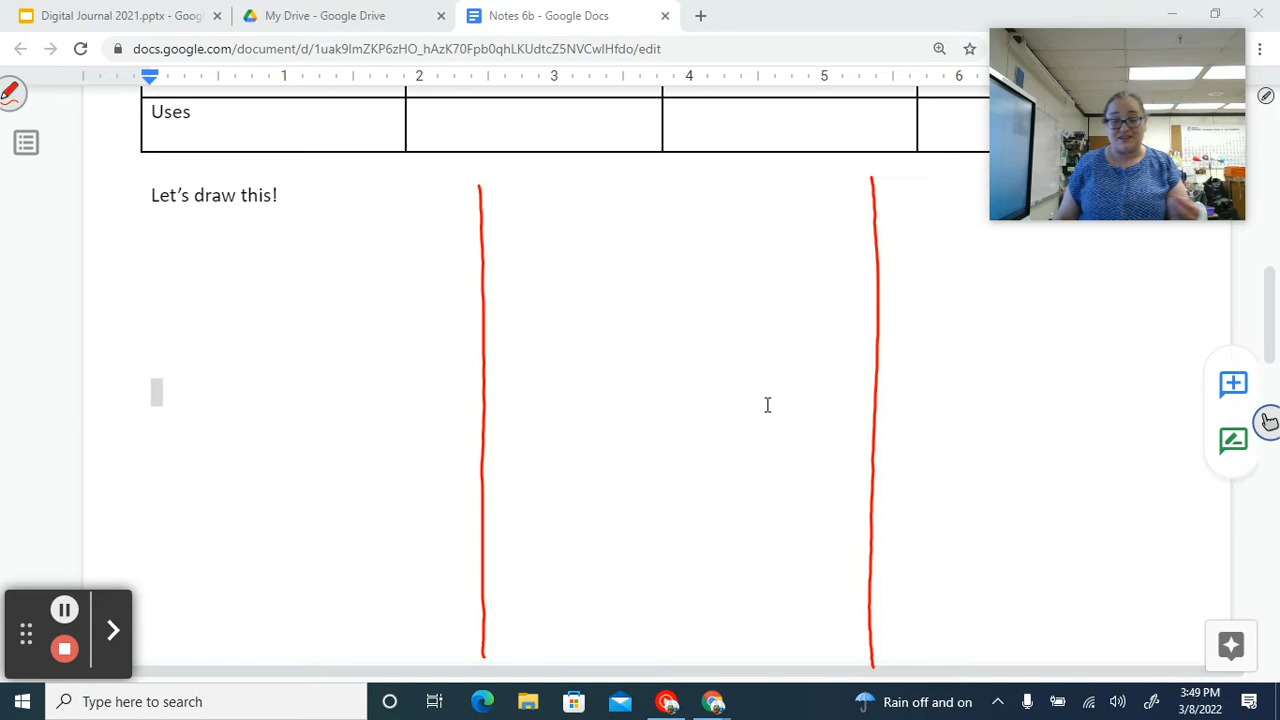 Digital Journal 2021.pptx - Goog
My Drive - Google Drive
Notes 6b - Google Docs
docs.google.com/document/d/1uak9lmZKP6zHO_hAzK70Fpb0qhLKUdtcZ5NVCwlHfdo/edit
1 2 3 4 5 6
Uses
Let's draw this!
Type here to search
Rain off and on
3:49 PM
3/8/2022